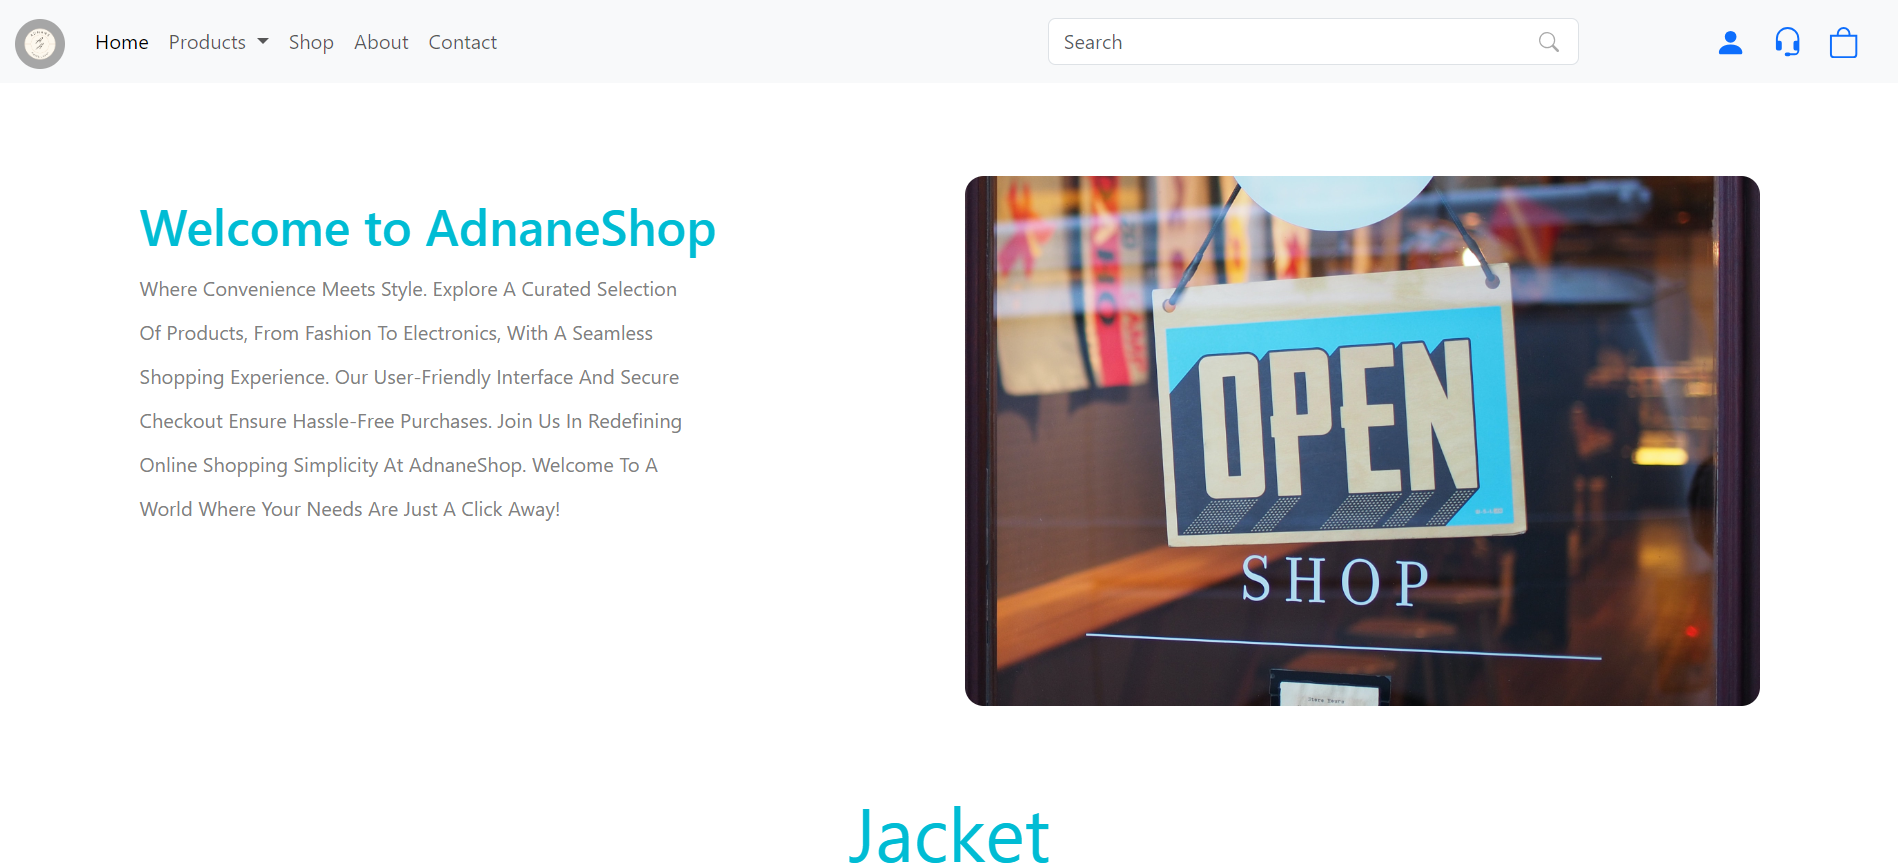 Home Products Shop About Contact Search
Welcome to AdnaneShop
Where Convenience Meets Style. Explore A Curated Selection
Of Products, From Fashion To Electronics, With A Seamless
Shopping Experience. Our User-Friendly Interface And Secure
Checkout Ensure Hassle-Free Purchases. Join Us In Redefining
Online Shopping Simplicity At AdnaneShop. Welcome To A
World Where Your Needs Are Just A Click Away!
OPEN
SHOP
Store Hours
Jacket